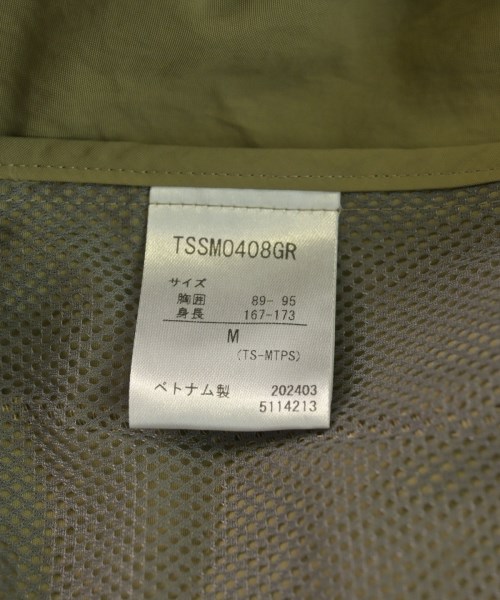 TSSM0408GR
サイズ
胸囲 89- 95
身長 167-173
M
(TS-MTPS)
ベトナム製 202403
5114213